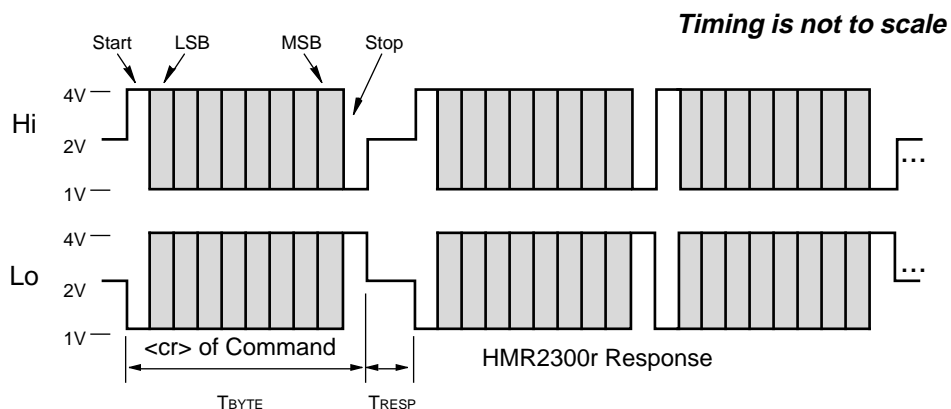 Timing is not to scale
Start LSB MSB Stop
4V
Hi
2V
...
1V
4V
Lo
2V
...
1V
<cr> of Command
HMR2300r Response
TBYTE TRESP